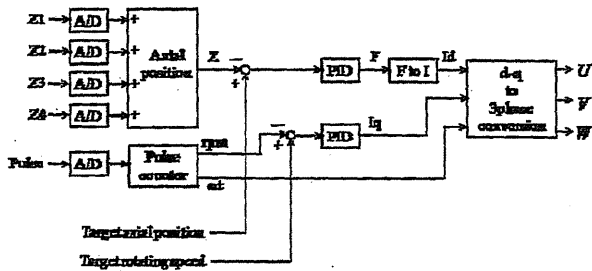 Z1 A/D
Z2 A/D
Z3 A/D
Z4 A/D
Axial
position
Z
PID
F
F to I
Id
d-q
to
3phase
conversion
U
V
W
Pulse A/D
Pulse
counter
rpm
ωt
PID
Iq
Target axial position
Target rotating speed